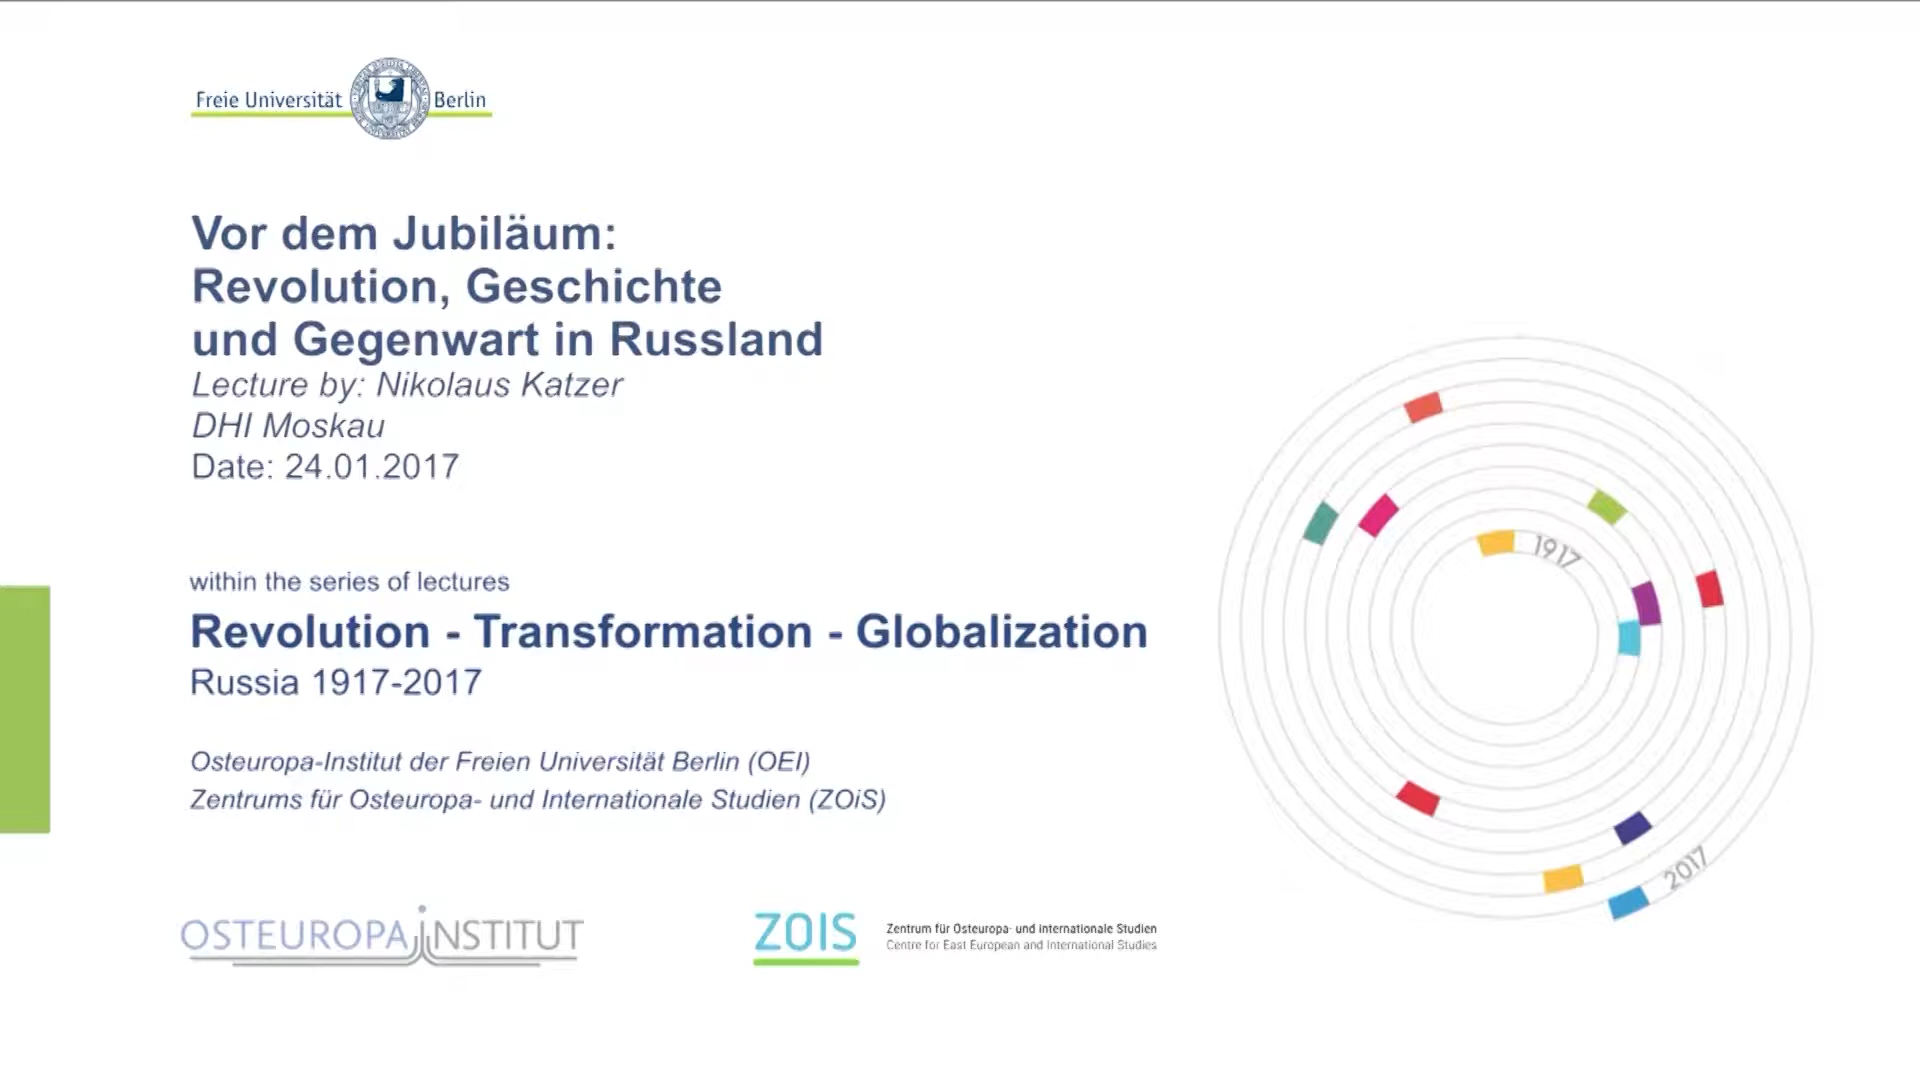 Freie Universität Berlin
Vor dem Jubiläum:
Revolution, Geschichte
und Gegenwart in Russland
Lecture by: Nikolaus Katzer
DHI Moskau
Date: 24.01.2017
within the series of lectures
Revolution - Transformation - Globalization
Russia 1917-2017
Osteuropa-Institut der Freien Universität Berlin (OEI)
Zentrums für Osteuropa- und Internationale Studien (ZOiS)
1917
2017
OSTEUROPAiNSTITUT
ZOIS
Zentrum für Osteuropa- und internationale Studien
Centre for East European and International Studies